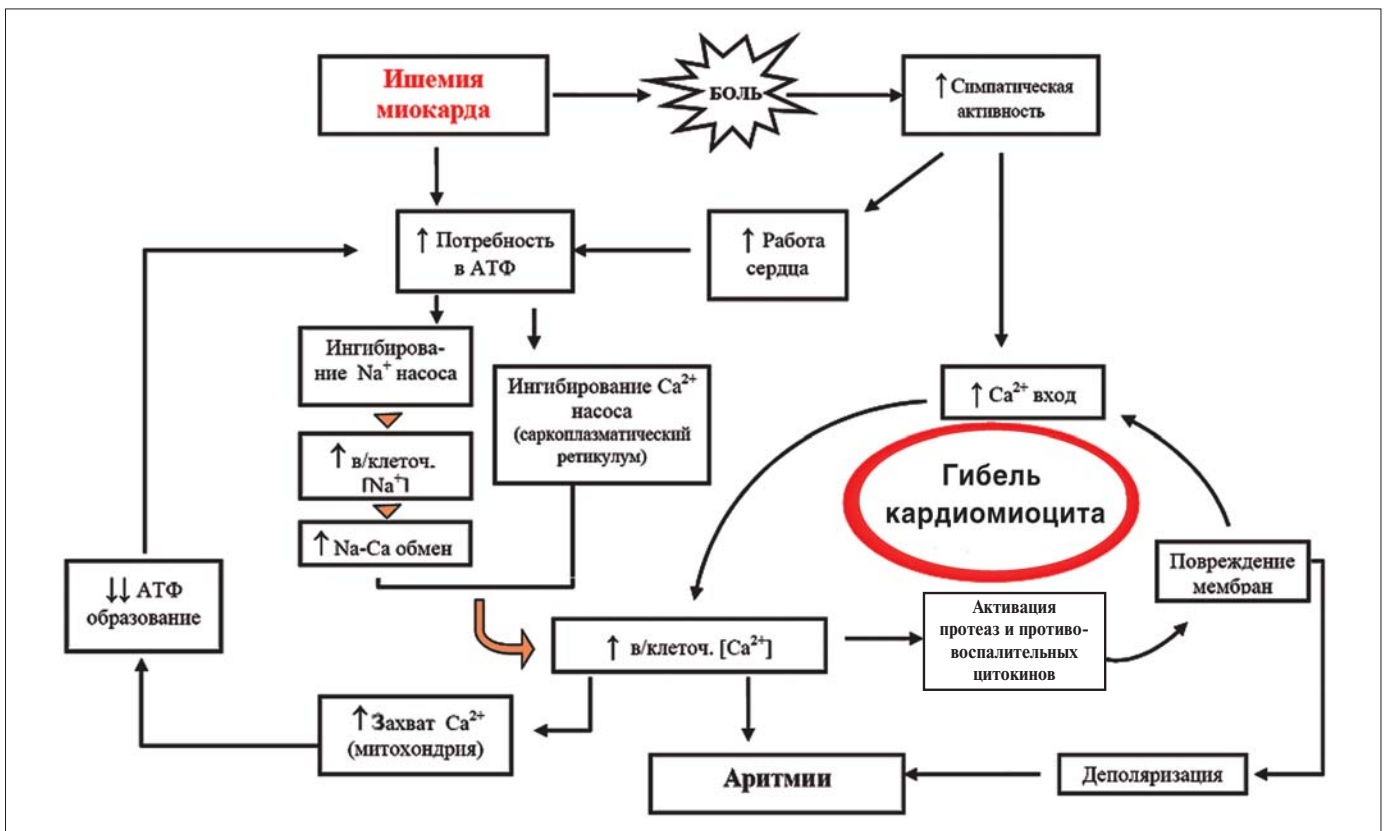 Ишемия
миокарда
БОЛЬ
↑ Симпатическая
активность
↑ Потребность
в АТФ
↑ Работа
сердца
Ингибирова-
ние Na⁺ насоса
Ингибирование Ca²⁺
насоса
(саркоплазматический
ретикулум)
↑ Ca²⁺ вход
↑ в/клеточ.
[Na⁺]
Гибель
кардиомиоцита
↑ Na-Ca обмен
Повреждение
мембран
↓↓ АТФ
образование
Активация
протеаз и противо-
воспалительных
цитокинов
↑ в/клеточ. [Ca²⁺]
↑ Захват Ca²⁺
(митохондрия)
Аритмии
Деполяризация